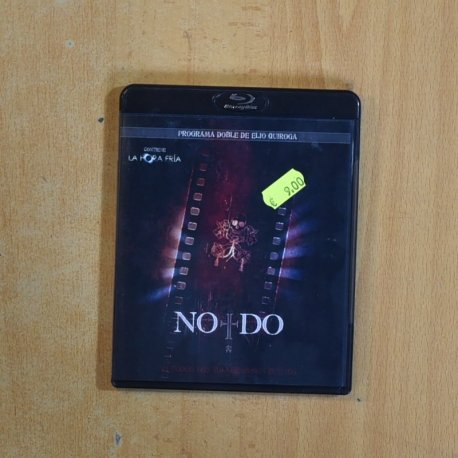 Blu-ray Disc
PROGRAMA DOBLE DE ELIO QUIROGA
CONTIENE
LA HORA FRÍA
€ 9.00
NO DO